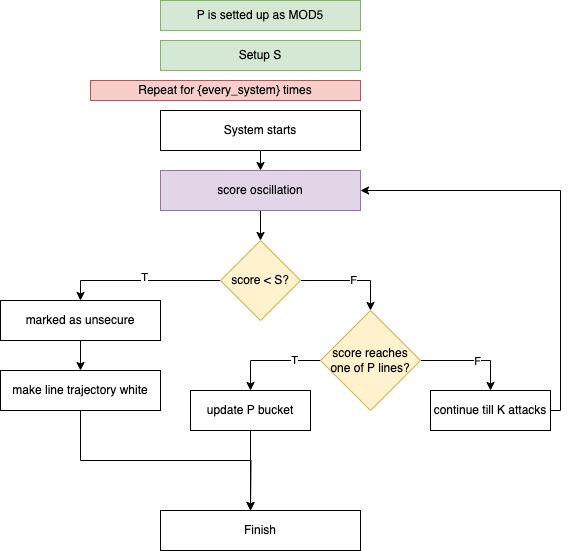 P is setted up as MOD5
Setup S
Repeat for {every_system} times
System starts
score oscillation
score < S?
T
F
marked as unsecure
score reaches
one of P lines?
T
F
make line trajectory white
update P bucket
continue till K attacks
Finish